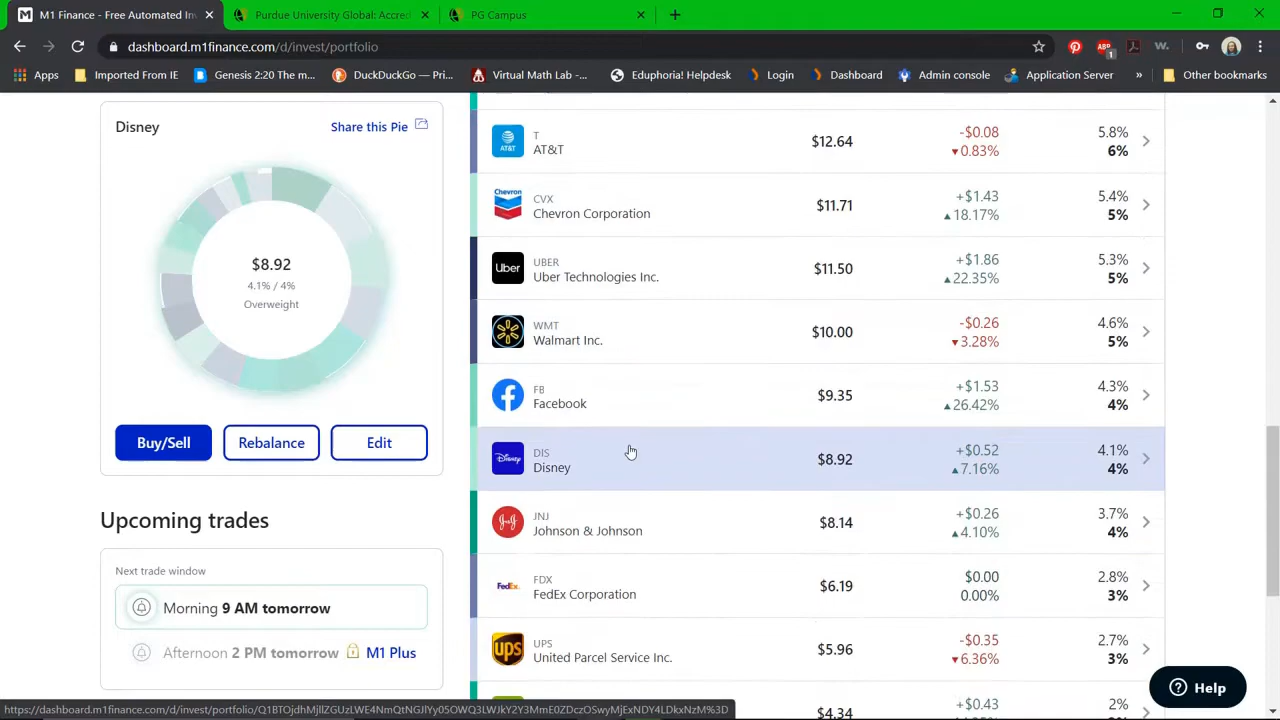 M1 Finance - Free Automated In
Purdue University Global: Accred
PG Campus
dashboard.m1finance.com/d/invest/portfolio
ABP
1
W.
Apps
Imported From IE
Genesis 2:20 The m...
DuckDuckGo — Pri...
Virtual Math Lab -...
Eduphoria! Helpdesk
Login
Dashboard
Admin console
Application Server
»
Other bookmarks
Disney
Share this Pie
$8.92
4.1% / 4%
Overweight
Buy/Sell
Rebalance
Edit
Upcoming trades
Next trade window
Morning 9 AM tomorrow
Afternoon 2 PM tomorrow
M1 Plus
AT&T
T
AT&T
$12.64
-$0.08
▼0.83%
5.8%
6%
Chevron
CVX
Chevron Corporation
$11.71
+$1.43
▲18.17%
5.4%
5%
Uber
UBER
Uber Technologies Inc.
$11.50
+$1.86
▲22.35%
5.3%
5%
WMT
Walmart Inc.
$10.00
-$0.26
▼3.28%
4.6%
5%
FB
Facebook
$9.35
+$1.53
▲26.42%
4.3%
4%
Disney
DIS
Disney
$8.92
+$0.52
▲7.16%
4.1%
4%
JNJ
Johnson & Johnson
$8.14
+$0.26
▲4.10%
3.7%
4%
FedEx
FDX
FedEx Corporation
$6.19
$0.00
0.00%
2.8%
3%
ups
UPS
United Parcel Service Inc.
$5.96
-$0.35
▼6.36%
2.7%
3%
$4.34
+$0.43
2%
Help